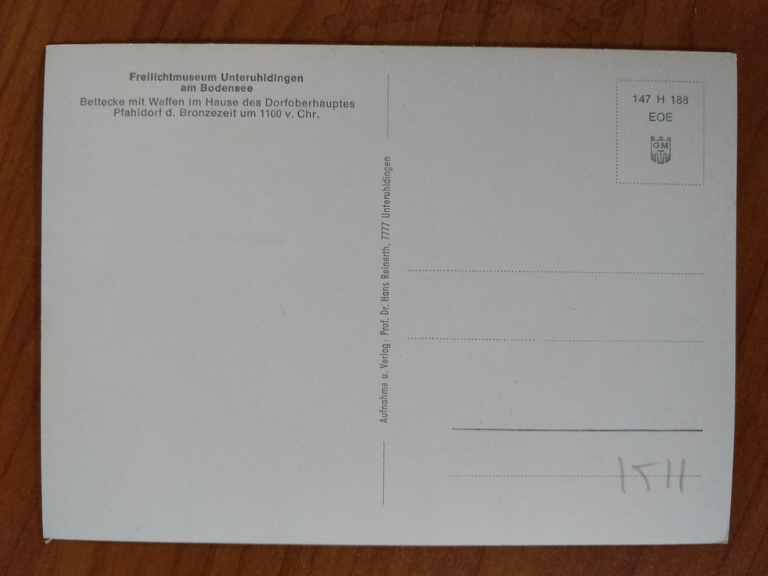 Freilichtmuseum Unteruhldingen
am Bodensee
Bettecke mit Waffen im Hause des Dorfoberhauptes
Pfahldorf d. Bronzezeit um 1100 v. Chr.
Aufnahme u. Verlag: Prof. Dr. Hans Reinerth, 7777 Unteruhldingen
147 H 188
EOE
GM